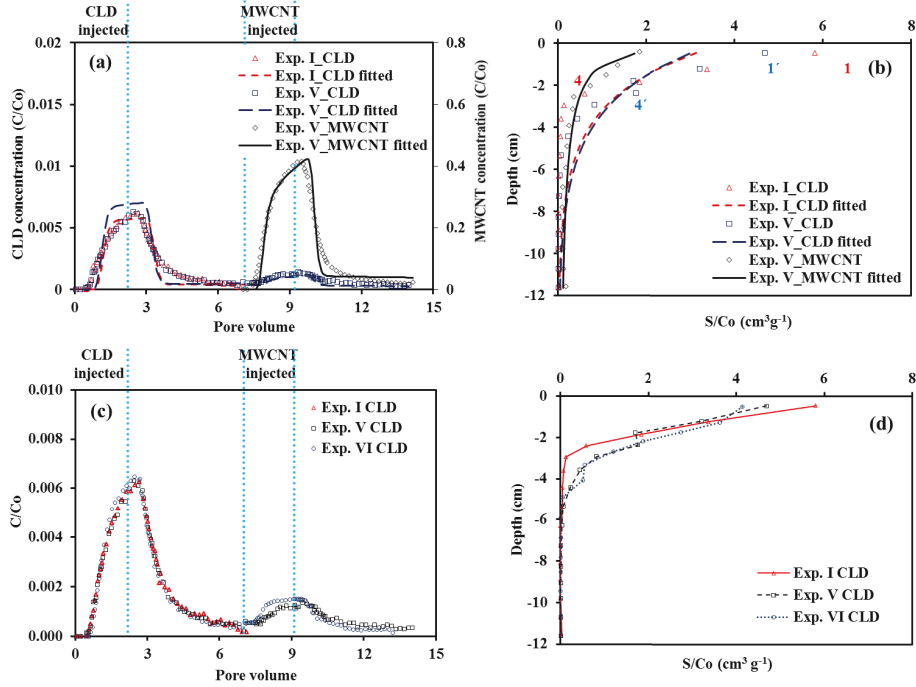 CLD
injected
MWCNT
injected
(a)
CLD concentration (C/Co)
0.02
0.015
0.01
0.005
0
MWCNT concentration (C/Co)
0.8
0.6
0.4
0.2
0
Exp. I_CLD
Exp. I_CLD fitted
Exp. V_CLD
Exp. V_CLD fitted
Exp. V_MWCNT
Exp. V_MWCNT fitted
0 3 6 9 12 15
Pore volume
0 2 4 6 8
(b)
Depth (cm)
0
-2
-4
-6
-8
-10
-12
4
1´
1
4´
Exp. I_CLD
Exp. I_CLD fitted
Exp. V_CLD
Exp. V_CLD fitted
Exp. V_MWCNT
Exp. V_MWCNT fitted
S/Co (cm³g⁻¹)
CLD
injected
MWCNT
injected
(c)
C/Co
0.010
0.008
0.006
0.004
0.002
0.000
Exp. I CLD
Exp. V CLD
Exp. VI CLD
0 3 6 9 12 15
Pore volume
0 2 4 6 8
(d)
Depth (cm)
0
-2
-4
-6
-8
-10
-12
Exp. I CLD
Exp. V CLD
Exp. VI CLD
S/Co (cm³ g⁻¹)